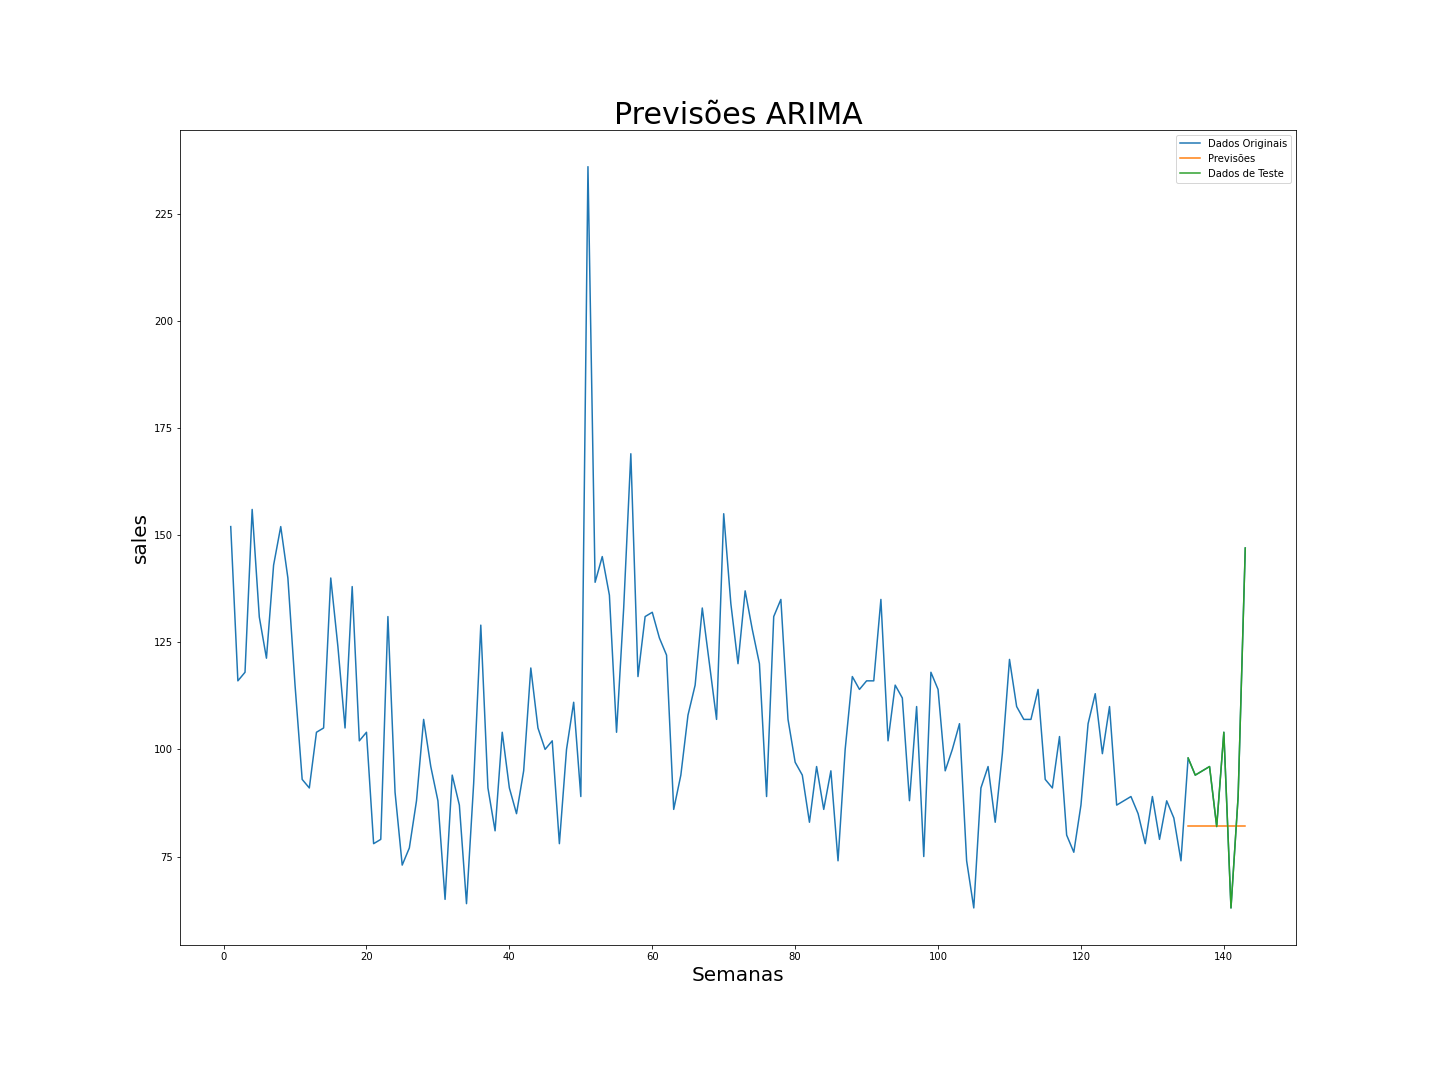 Previsões ARIMA
Dados Originais
Previsões
Dados de Teste
sales
225
200
175
150
125
100
75
0 20 40 60 80 100 120 140
Semanas